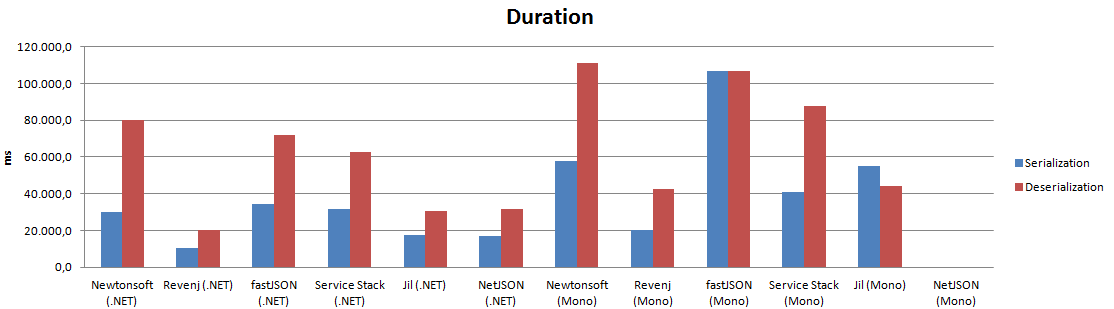 Duration
120.000,0
100.000,0
80.000,0
60.000,0
40.000,0
20.000,0
0,0
ms
Newtonsoft
(.NET)
Revenj (.NET)
fastJSON
(.NET)
Service Stack
(.NET)
Jil (.NET)
NetJSON
(.NET)
Newtonsoft
(Mono)
Revenj
(Mono)
fastJSON
(Mono)
Service Stack
(Mono)
Jil (Mono)
NetJSON
(Mono)
Serialization
Deserialization